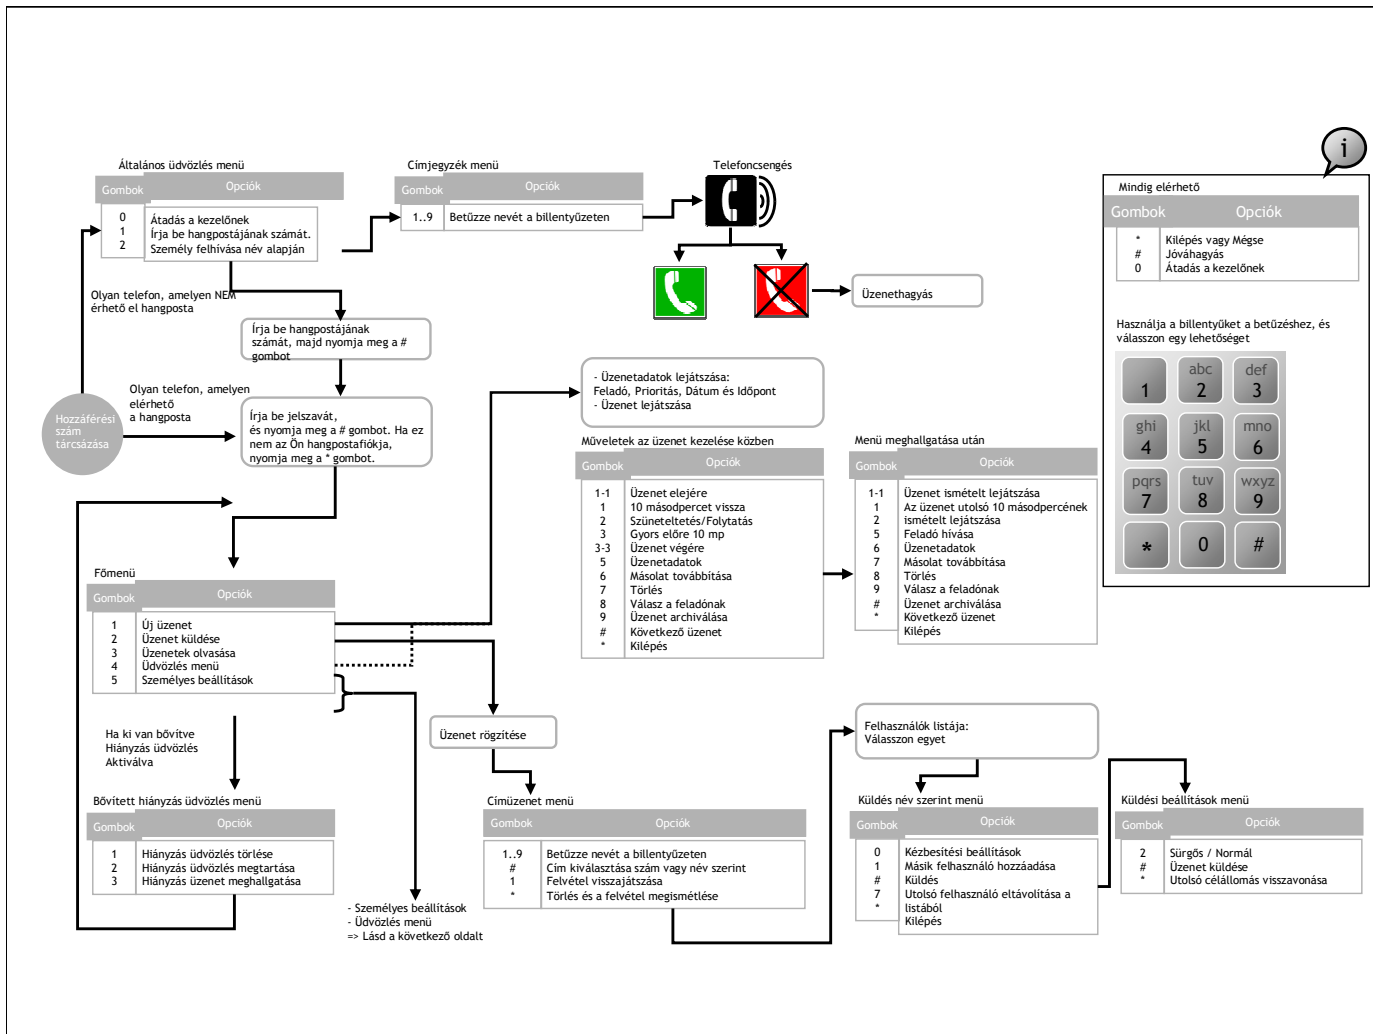 Általános üdvözlés menü
Gombok Opciók
0 Átadás a kezelőnek
1 Írja be hangpostájának számát.
2 Személy felhívása név alapján
Címjegyzék menü
Gombok Opciók
1..9 Betűzze nevét a billentyűzeten
Telefoncsengés
Üzenethagyás
i
Mindig elérhető
Gombok Opciók
* Kilépés vagy Mégse
# Jóváhagyás
0 Átadás a kezelőnek
Használja a billentyűket a betűzéshez, és
válasszon egy lehetőséget
abc def
1 2 3
ghi jkl mno
4 5 6
pqrs tuv wxyz
7 8 9
* 0 #
Olyan telefon, amelyen NEM
érhető el hangposta
Írja be hangpostájának
számát, majd nyomja meg a #
gombot
Olyan telefon, amelyen
elérhető
a hangposta
Hozzáférési
szám
tárcsázása
Írja be jelszavát,
és nyomja meg a # gombot. Ha ez
nem az Ön hangpostafiókja,
nyomja meg a * gombot.
- Üzenetadatok lejátszása:
Feladó, Prioritás, Dátum és Időpont
- Üzenet lejátszása
Műveletek az üzenet kezelése közben
Gombok Opciók
1-1 Üzenet elejére
1 10 másodpercet vissza
2 Szüneteltetés/Folytatás
3 Gyors előre 10 mp
3-3 Üzenet végére
5 Üzenetadatok
6 Másolat továbbítása
7 Törlés
8 Válasz a feladónak
9 Üzenet archiválása
# Következő üzenet
* Kilépés
Menü meghallgatása után
Gombok Opciók
1-1 Üzenet ismételt lejátszása
1 Az üzenet utolsó 10 másodpercének
2 ismételt lejátszása
5 Feladó hívása
6 Üzenetadatok
7 Másolat továbbítása
8 Törlés
9 Válasz a feladónak
# Üzenet archiválása
* Következő üzenet
Kilépés
Főmenü
Gombok Opciók
1 Új üzenet
2 Üzenet küldése
3 Üzenetek olvasása
4 Üdvözlés menü
5 Személyes beállítások
Ha ki van bővítve
Hiányzás üdvözlés
Aktiválva
Bővített hiányzás üdvözlés menü
Gombok Opciók
1 Hiányzás üdvözlés törlése
2 Hiányzás üdvözlés megtartása
3 Hiányzás üzenet meghallgatása
- Személyes beállítások
- Üdvözlés menü
=> Lásd a következő oldalt
Üzenet rögzítése
Címüzenet menü
Gombok Opciók
1..9 Betűzze nevét a billentyűzeten
# Cím kiválasztása szám vagy név szerint
1 Felvétel visszajátszása
* Törlés és a felvétel megismétlése
Felhasználók listája:
Válasszon egyet
Küldés név szerint menü
Gombok Opciók
0 Kézbesítési beállítások
1 Másik felhasználó hozzáadása
# Küldés
7 Utolsó felhasználó eltávolítása a
* listából
Kilépés
Küldési beállítások menü
Gombok Opciók
2 Sürgős / Normál
# Üzenet küldése
* Utolsó célállomás visszavonása